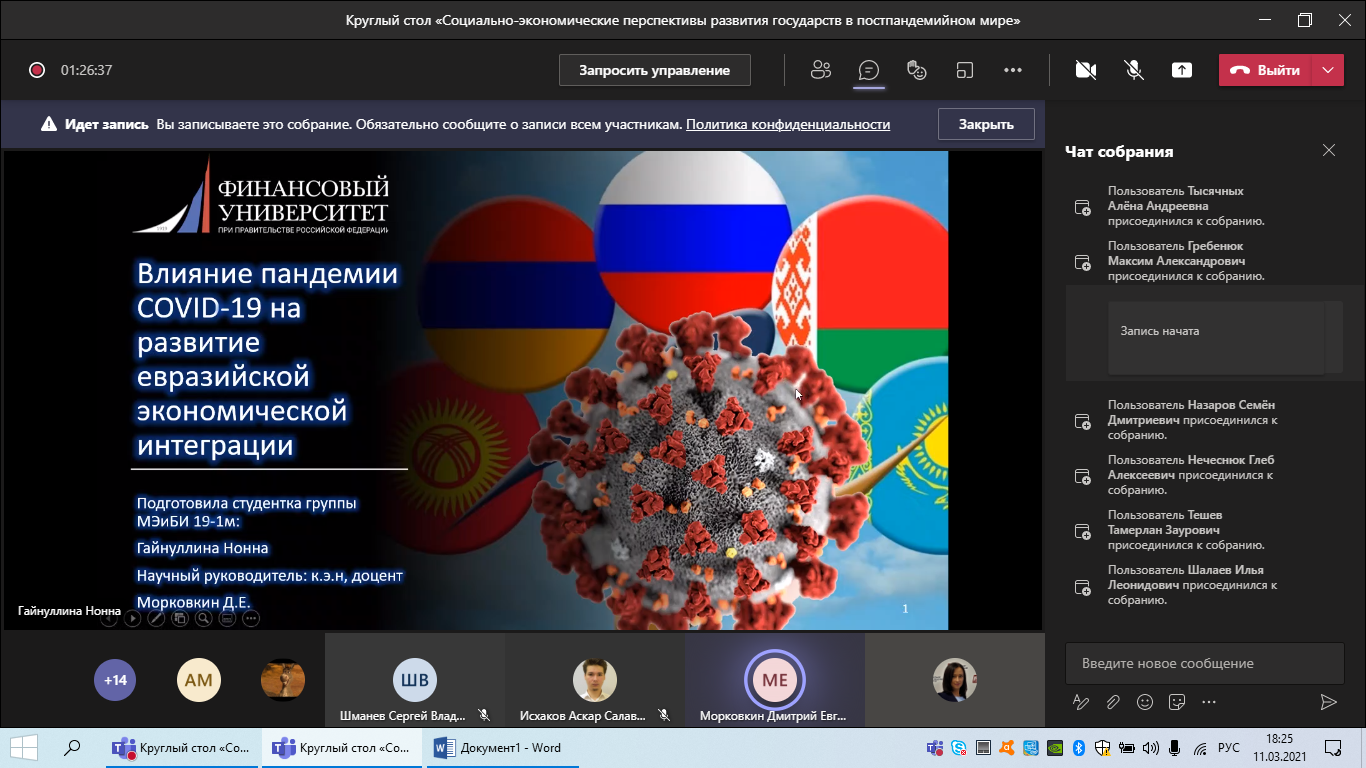 Круглый стол «Социально-экономические перспективы развития государств в постпандемийном мире»
01:26:37
Запросить управление
Выйти
Идет запись Вы записываете это собрание. Обязательно сообщите о записи всем участникам. Политика конфиденциальности
Закрыть
ФИНАНСОВЫЙ
УНИВЕРСИТЕТ
ПРИ ПРАВИТЕЛЬСТВЕ РОССИЙСКОЙ ФЕДЕРАЦИИ
Влияние пандемии
COVID-19 на
развитие
евразийской
экономической
интеграции
Подготовила студентка группы
МЭиБИ 19-1м:
Гайнуллина Нонна
Научный руководитель: к.э.н, доцент
Морковкин Д.Е.
Гайнуллина Нонна
1
Чат собрания
Пользователь Тысячных
Алёна Андреевна
присоединился к собранию.
Пользователь Гребенюк
Максим Александрович
присоединился к собранию.
Запись начата
Пользователь Назаров Семён
Дмитриевич присоединился к
собранию.
Пользователь Нечеснюк Глеб
Алексеевич присоединился к
собранию.
Пользователь Тешев
Тамерлан Заурович
присоединился к собранию.
Пользователь Шалаев Илья
Леонидович присоединился к
собранию.
Введите новое сообщение
+14
АМ
ШВ
Шманев Сергей Влад...
Исхаков Аскар Салав...
МЕ
Морковкин Дмитрий Евг...
Круглый стол «Со...
Круглый стол «Со...
Документ1 - Word
РУС
18:25
11.03.2021